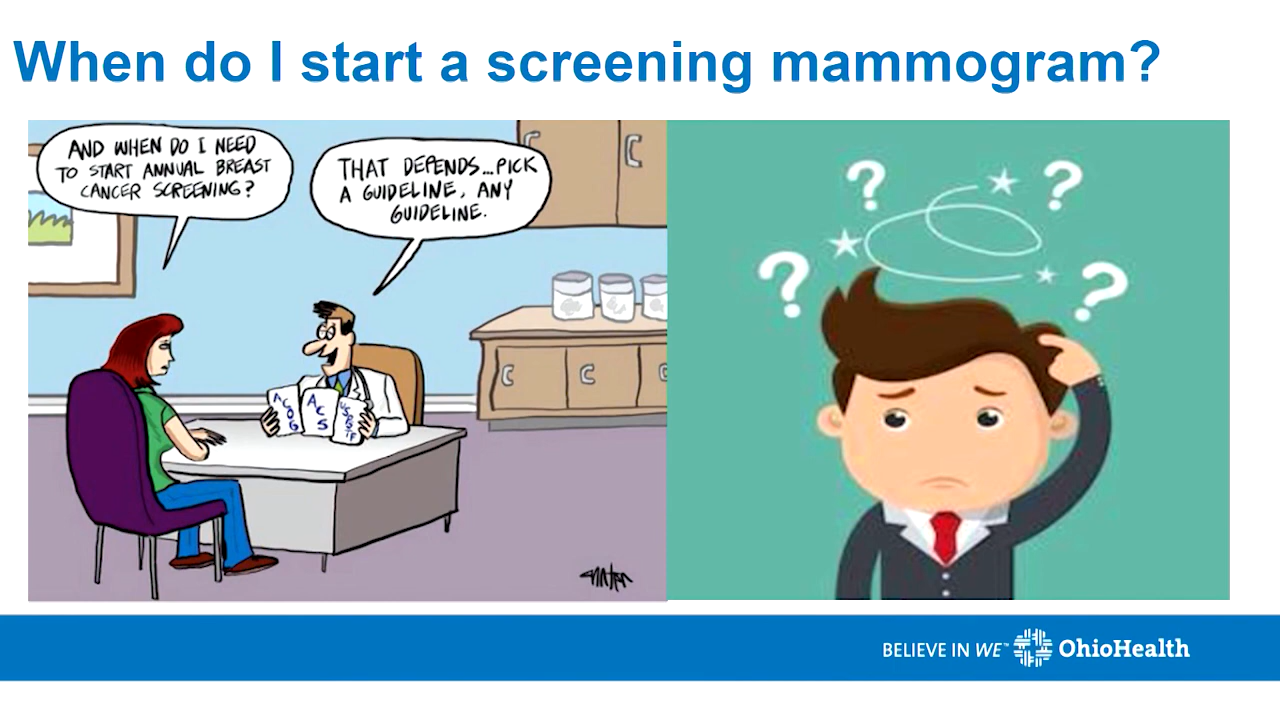 When do I start a screening mammogram?
AND WHEN DO I NEED
TO START ANNUAL BREAST
CANCER SCREENING?
THAT DEPENDS...PICK
A GUIDELINE, ANY
GUIDELINE.
ACOG
ACS
USPSTF
? ? ? ?
BELIEVE IN WE™ OhioHealth